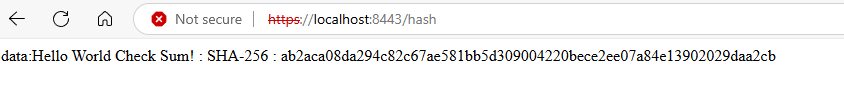 Not secure https://localhost:8443/hash
data:Hello World Check Sum! : SHA-256 : ab2aca08da294c82c67ae581bb5d309004220bece2ee07a84e13902029daa2cb